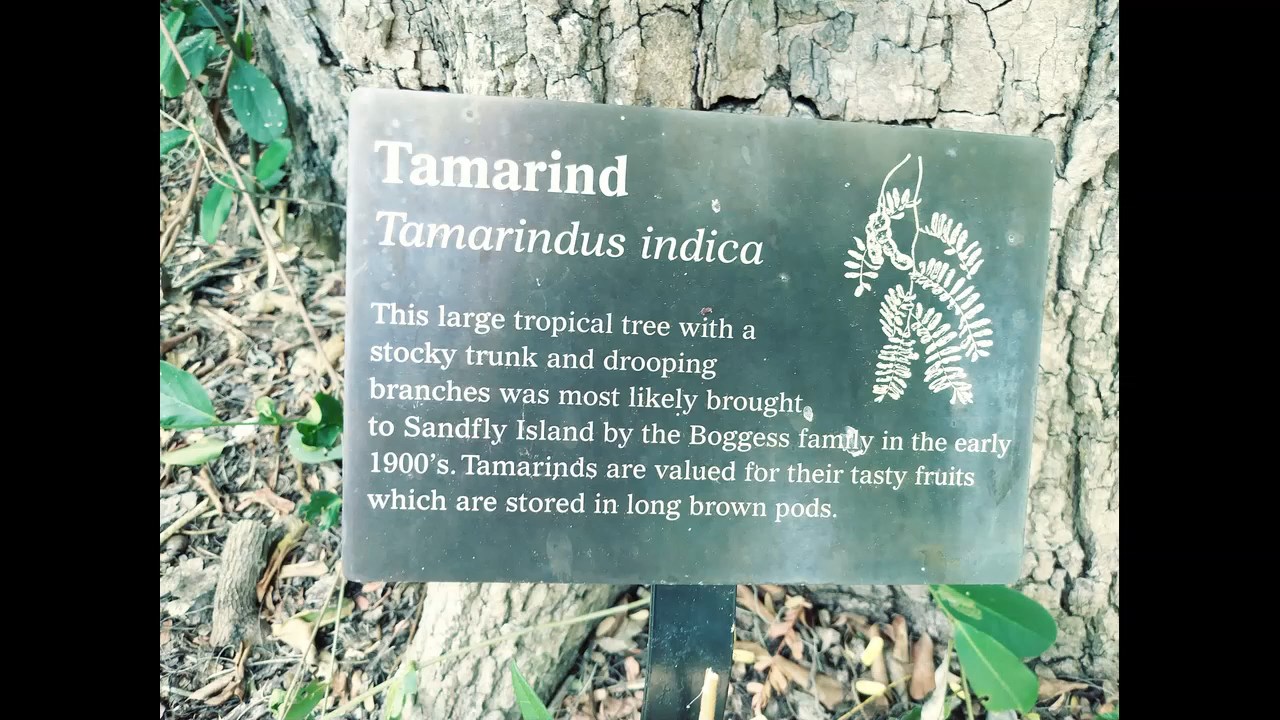 Tamarind
Tamarindus indica
This large tropical tree with a
stocky trunk and drooping
branches was most likely brought
to Sandfly Island by the Boggess family in the early
1900's. Tamarinds are valued for their tasty fruits
which are stored in long brown pods.